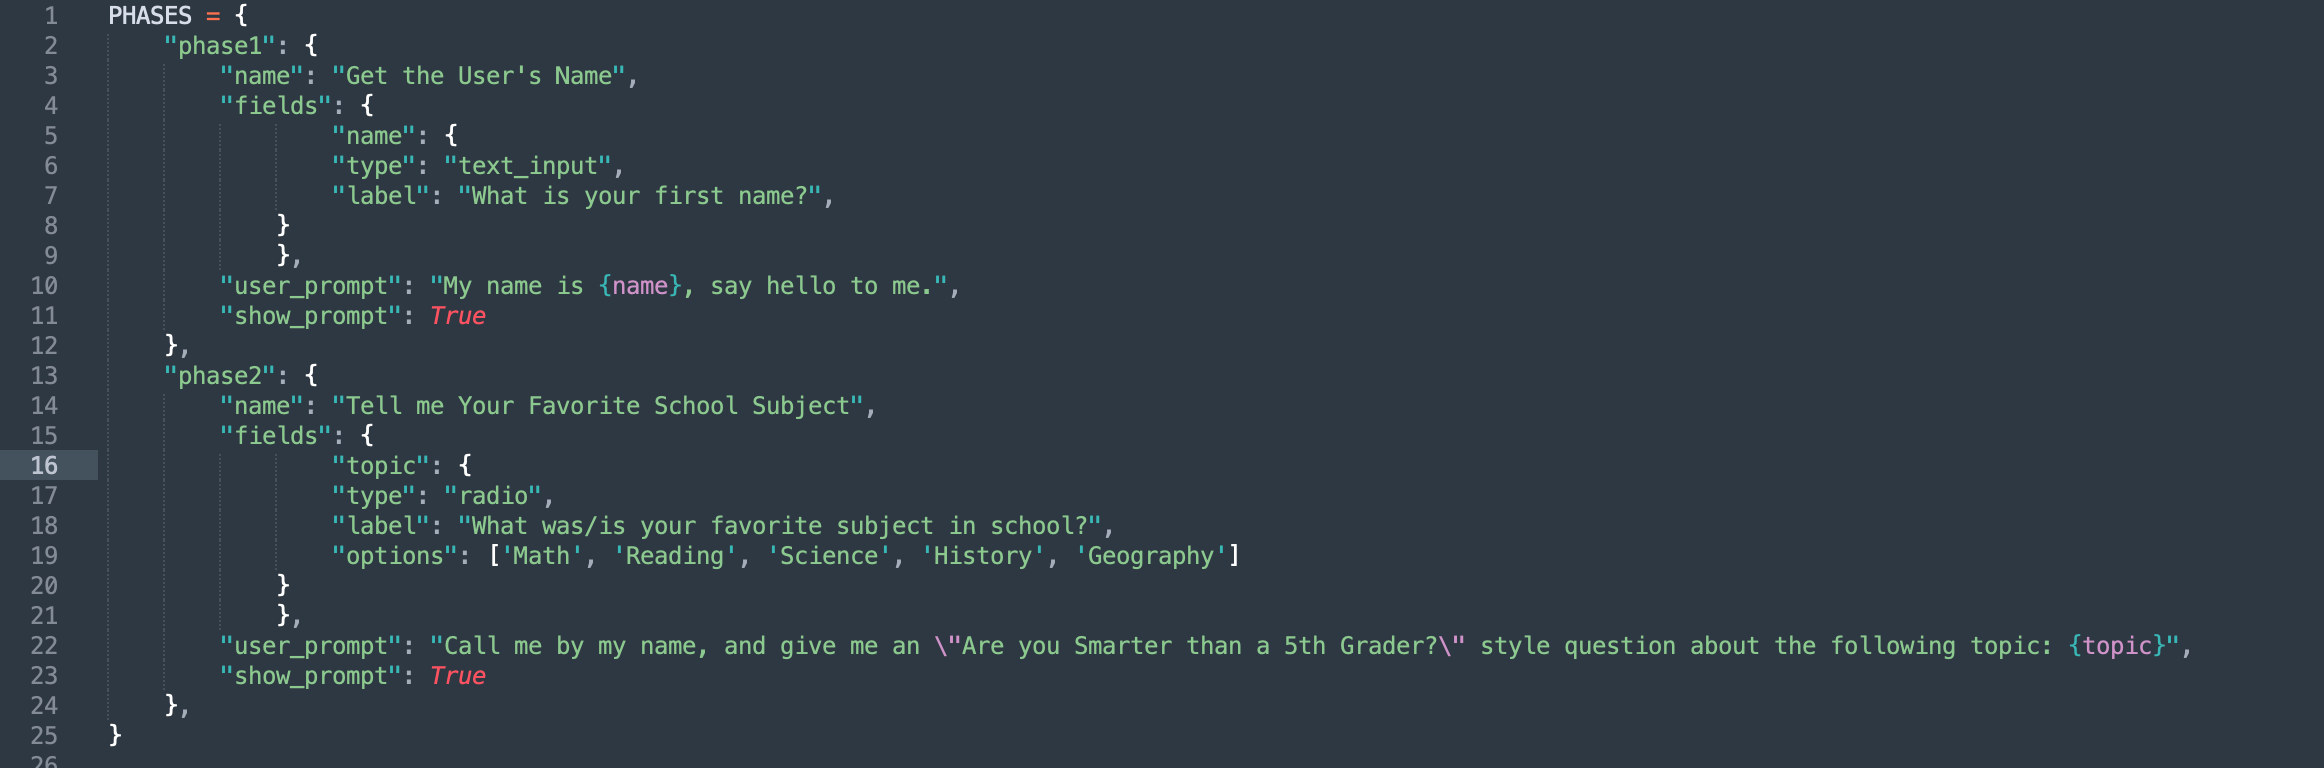 1 PHASES = {
2 "phase1": {
3 "name": "Get the User's Name",
4 "fields": {
5 "name": {
6 "type": "text_input",
7 "label": "What is your first name?",
8 }
9 },
10 "user_prompt": "My name is {name}, say hello to me.",
11 "show_prompt": True
12 },
13 "phase2": {
14 "name": "Tell me Your Favorite School Subject",
15 "fields": {
16 "topic": {
17 "type": "radio",
18 "label": "What was/is your favorite subject in school?",
19 "options": ['Math', 'Reading', 'Science', 'History', 'Geography']
20 }
21 },
22 "user_prompt": "Call me by my name, and give me an \"Are you Smarter than a 5th Grader?\" style question about the following topic: {topic}",
23 "show_prompt": True
24 },
25 }
26